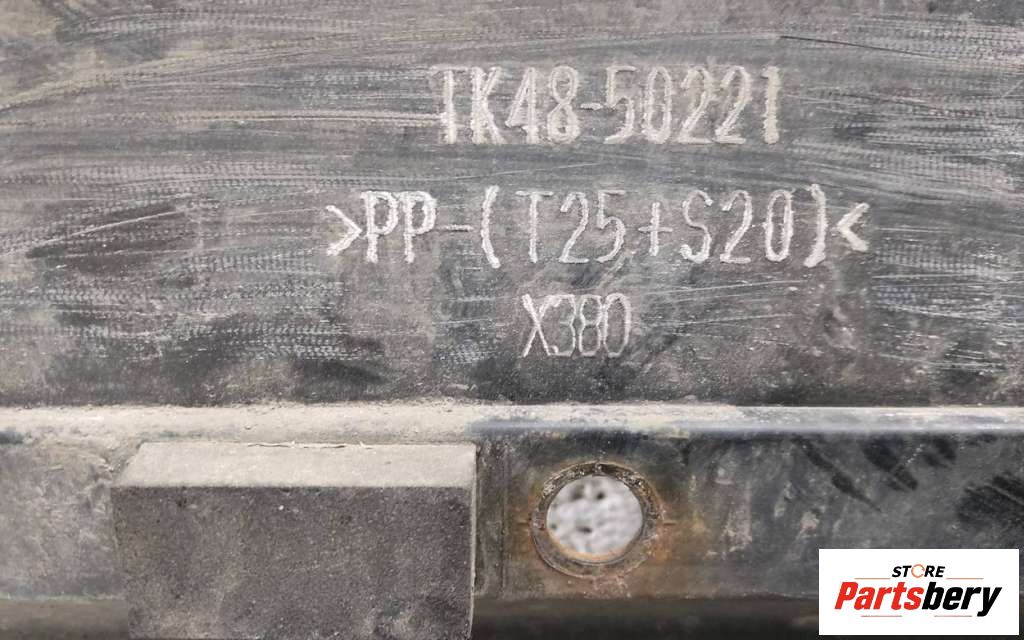 TK48-50221
>PP-(T25+S20)<
X380
STORE
Partsbery